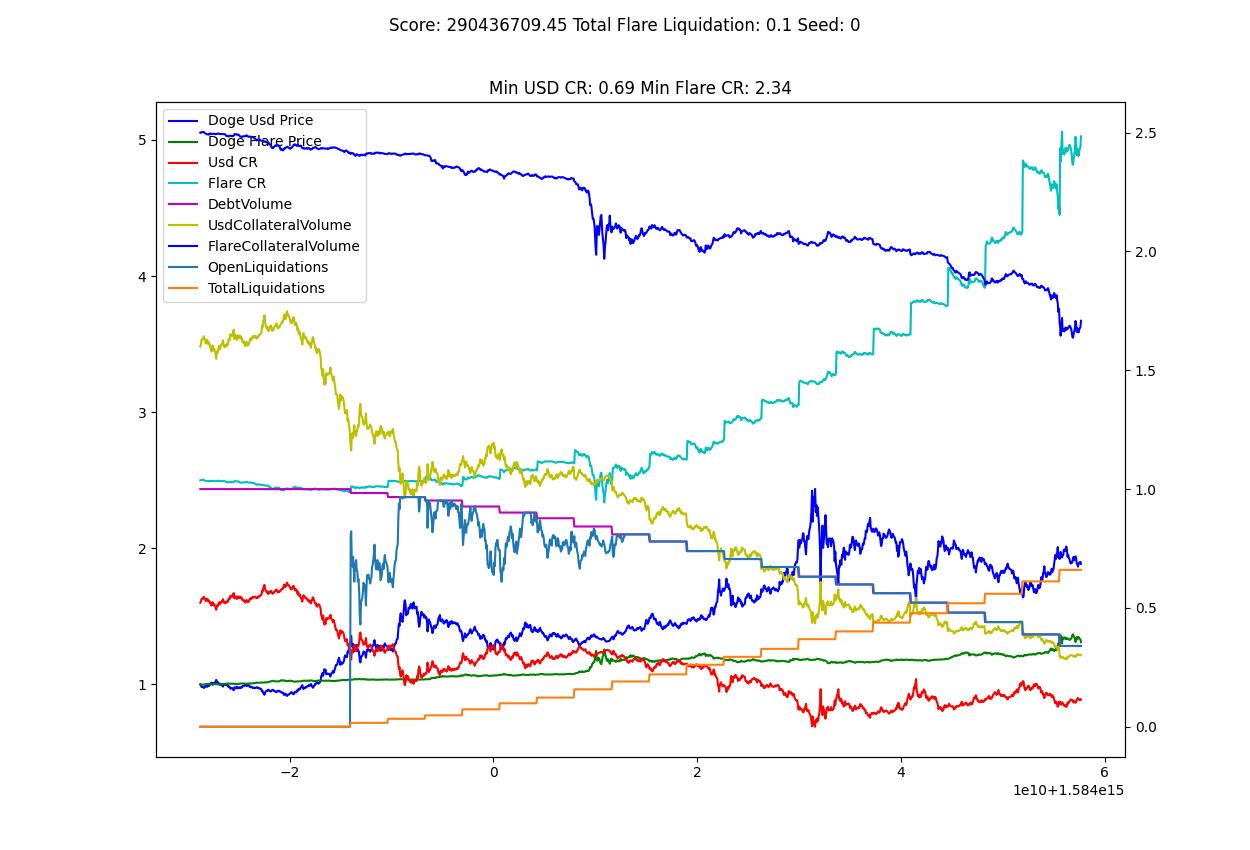 Score: 290436709.45 Total Flare Liquidation: 0.1 Seed: 0
Min USD CR: 0.69 Min Flare CR: 2.34
Doge Usd Price
Doge Flare Price
Usd CR
Flare CR
DebtVolume
UsdCollateralVolume
FlareCollateralVolume
OpenLiquidations
TotalLiquidations
5
4
3
2
1
2.5
2.0
1.5
1.0
0.5
0.0
−2 0 2 4 6
1e10+1.584e15